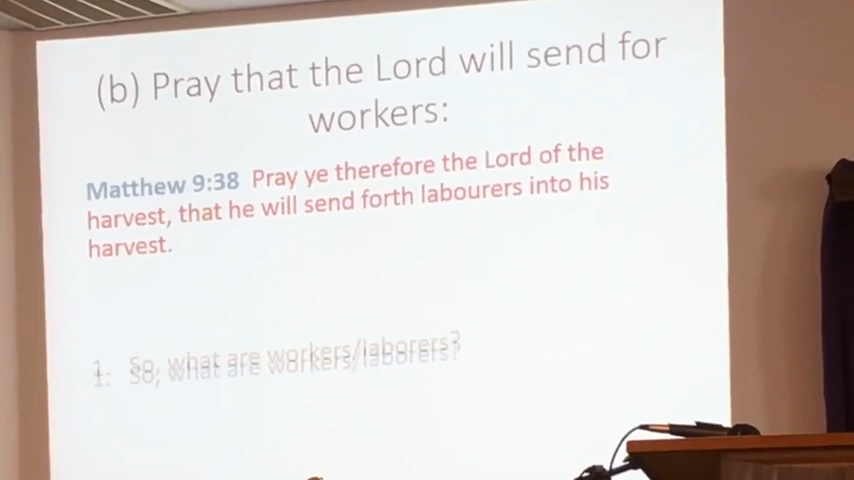 (b) Pray that the Lord will send for
workers:
Matthew 9:38 Pray ye therefore the Lord of the
harvest, that he will send forth labourers into his
harvest.
1. So, what are workers/laborers?